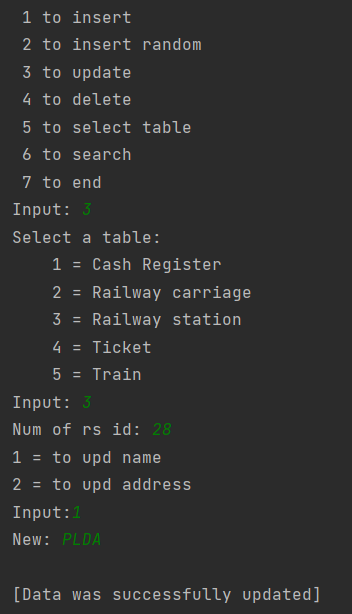 1 to insert
2 to insert random
3 to update
4 to delete
5 to select table
6 to search
7 to end
Input: 3
Select a table:
1 = Cash Register
2 = Railway carriage
3 = Railway station
4 = Ticket
5 = Train
Input: 3
Num of rs id: 28
1 = to upd name
2 = to upd address
Input:1
New: PLDA
[Data was successfully updated]